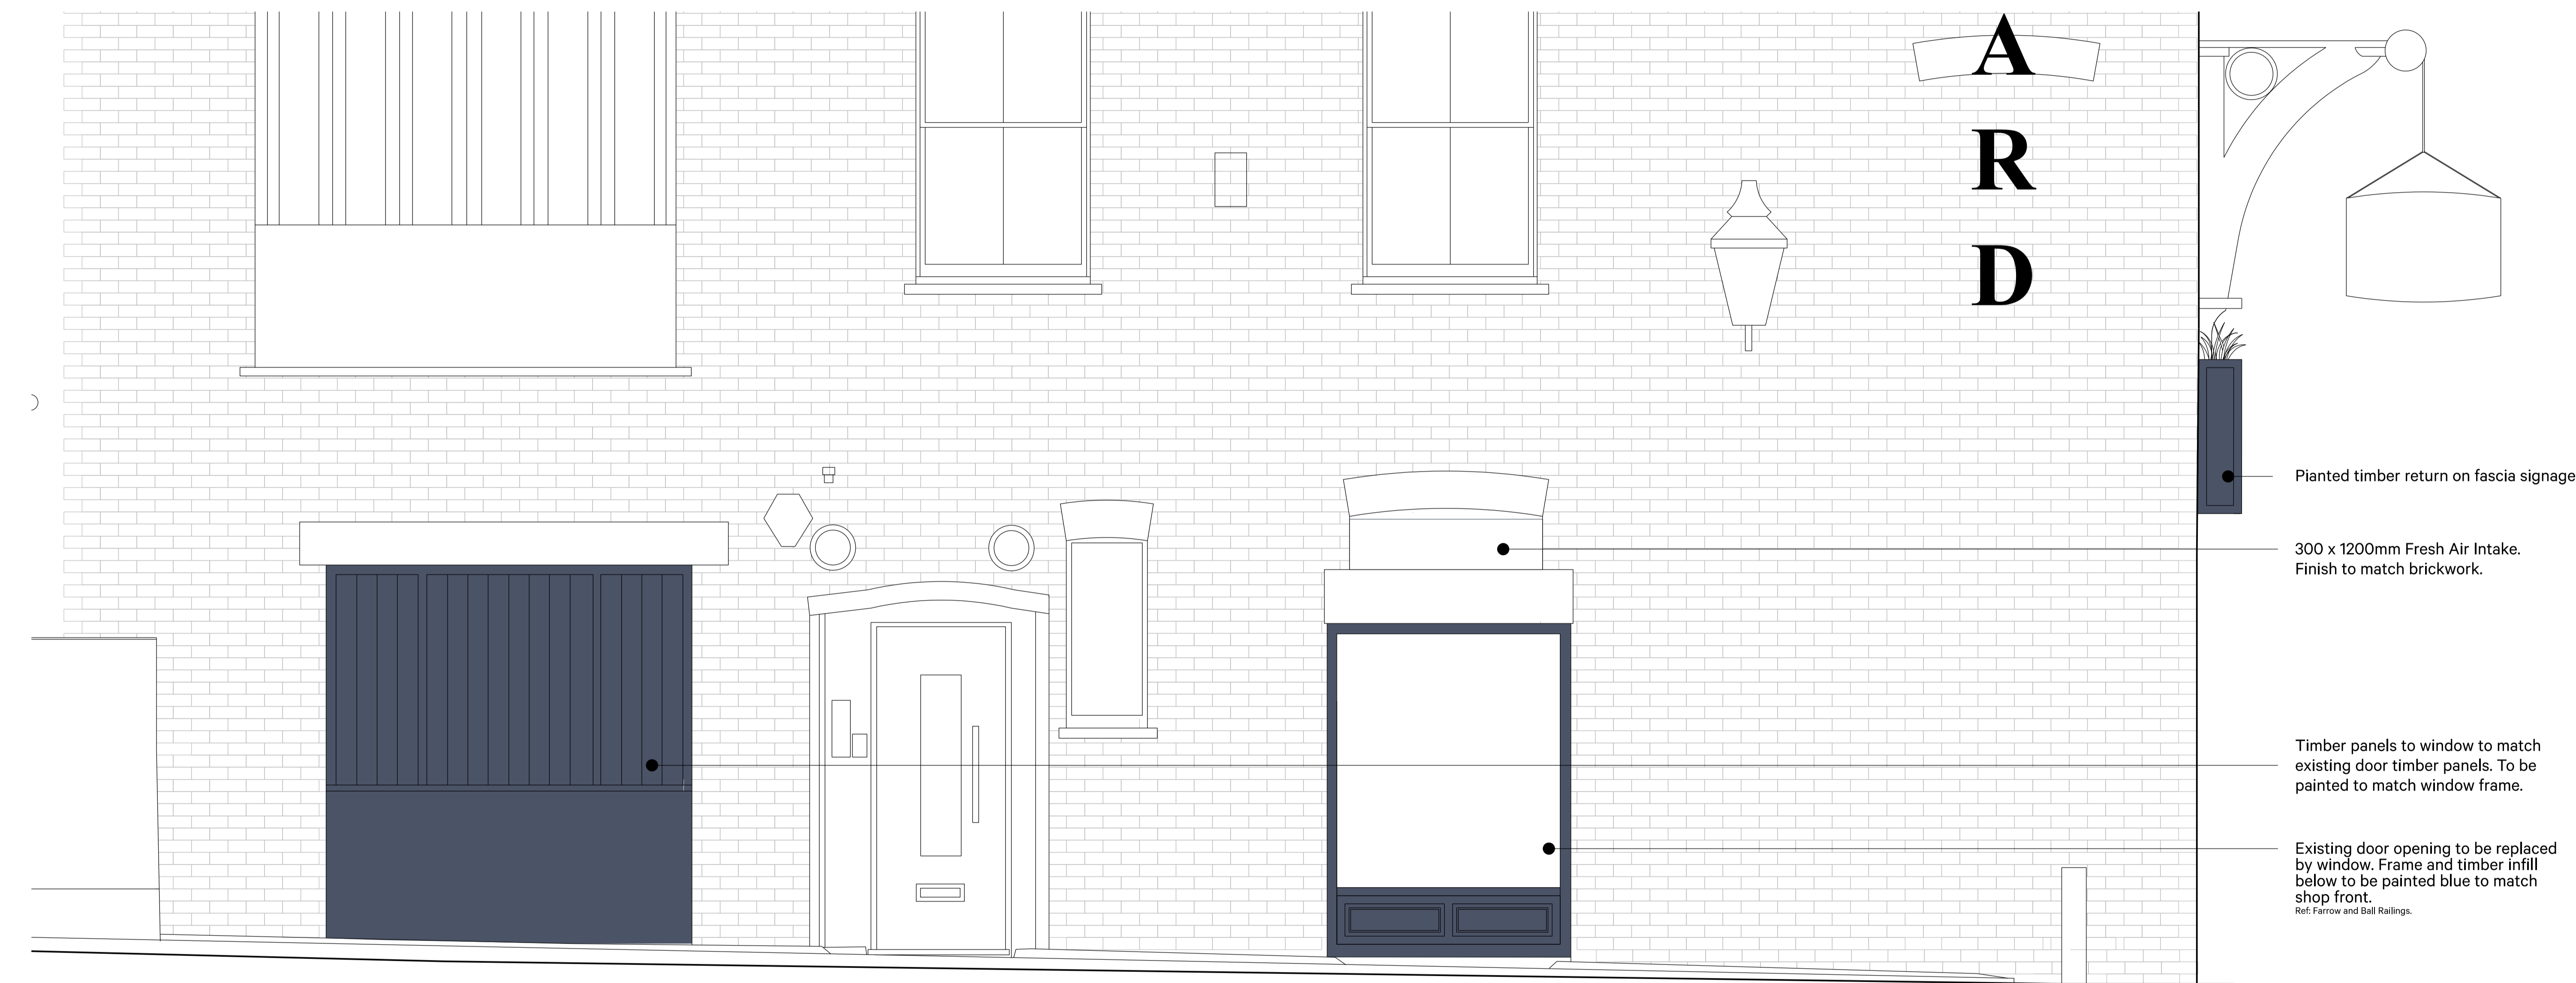 A
R
D
Planted timber return on fascia signage
300 x 1200mm Fresh Air Intake.
Finish to match brickwork.
Timber panels to window to match
existing door timber panels. To be
painted to match window frame.
Existing door opening to be replaced
by window. Frame and timber infill
below to be painted blue to match
shop front.
Ref: Farrow and Ball Railings.